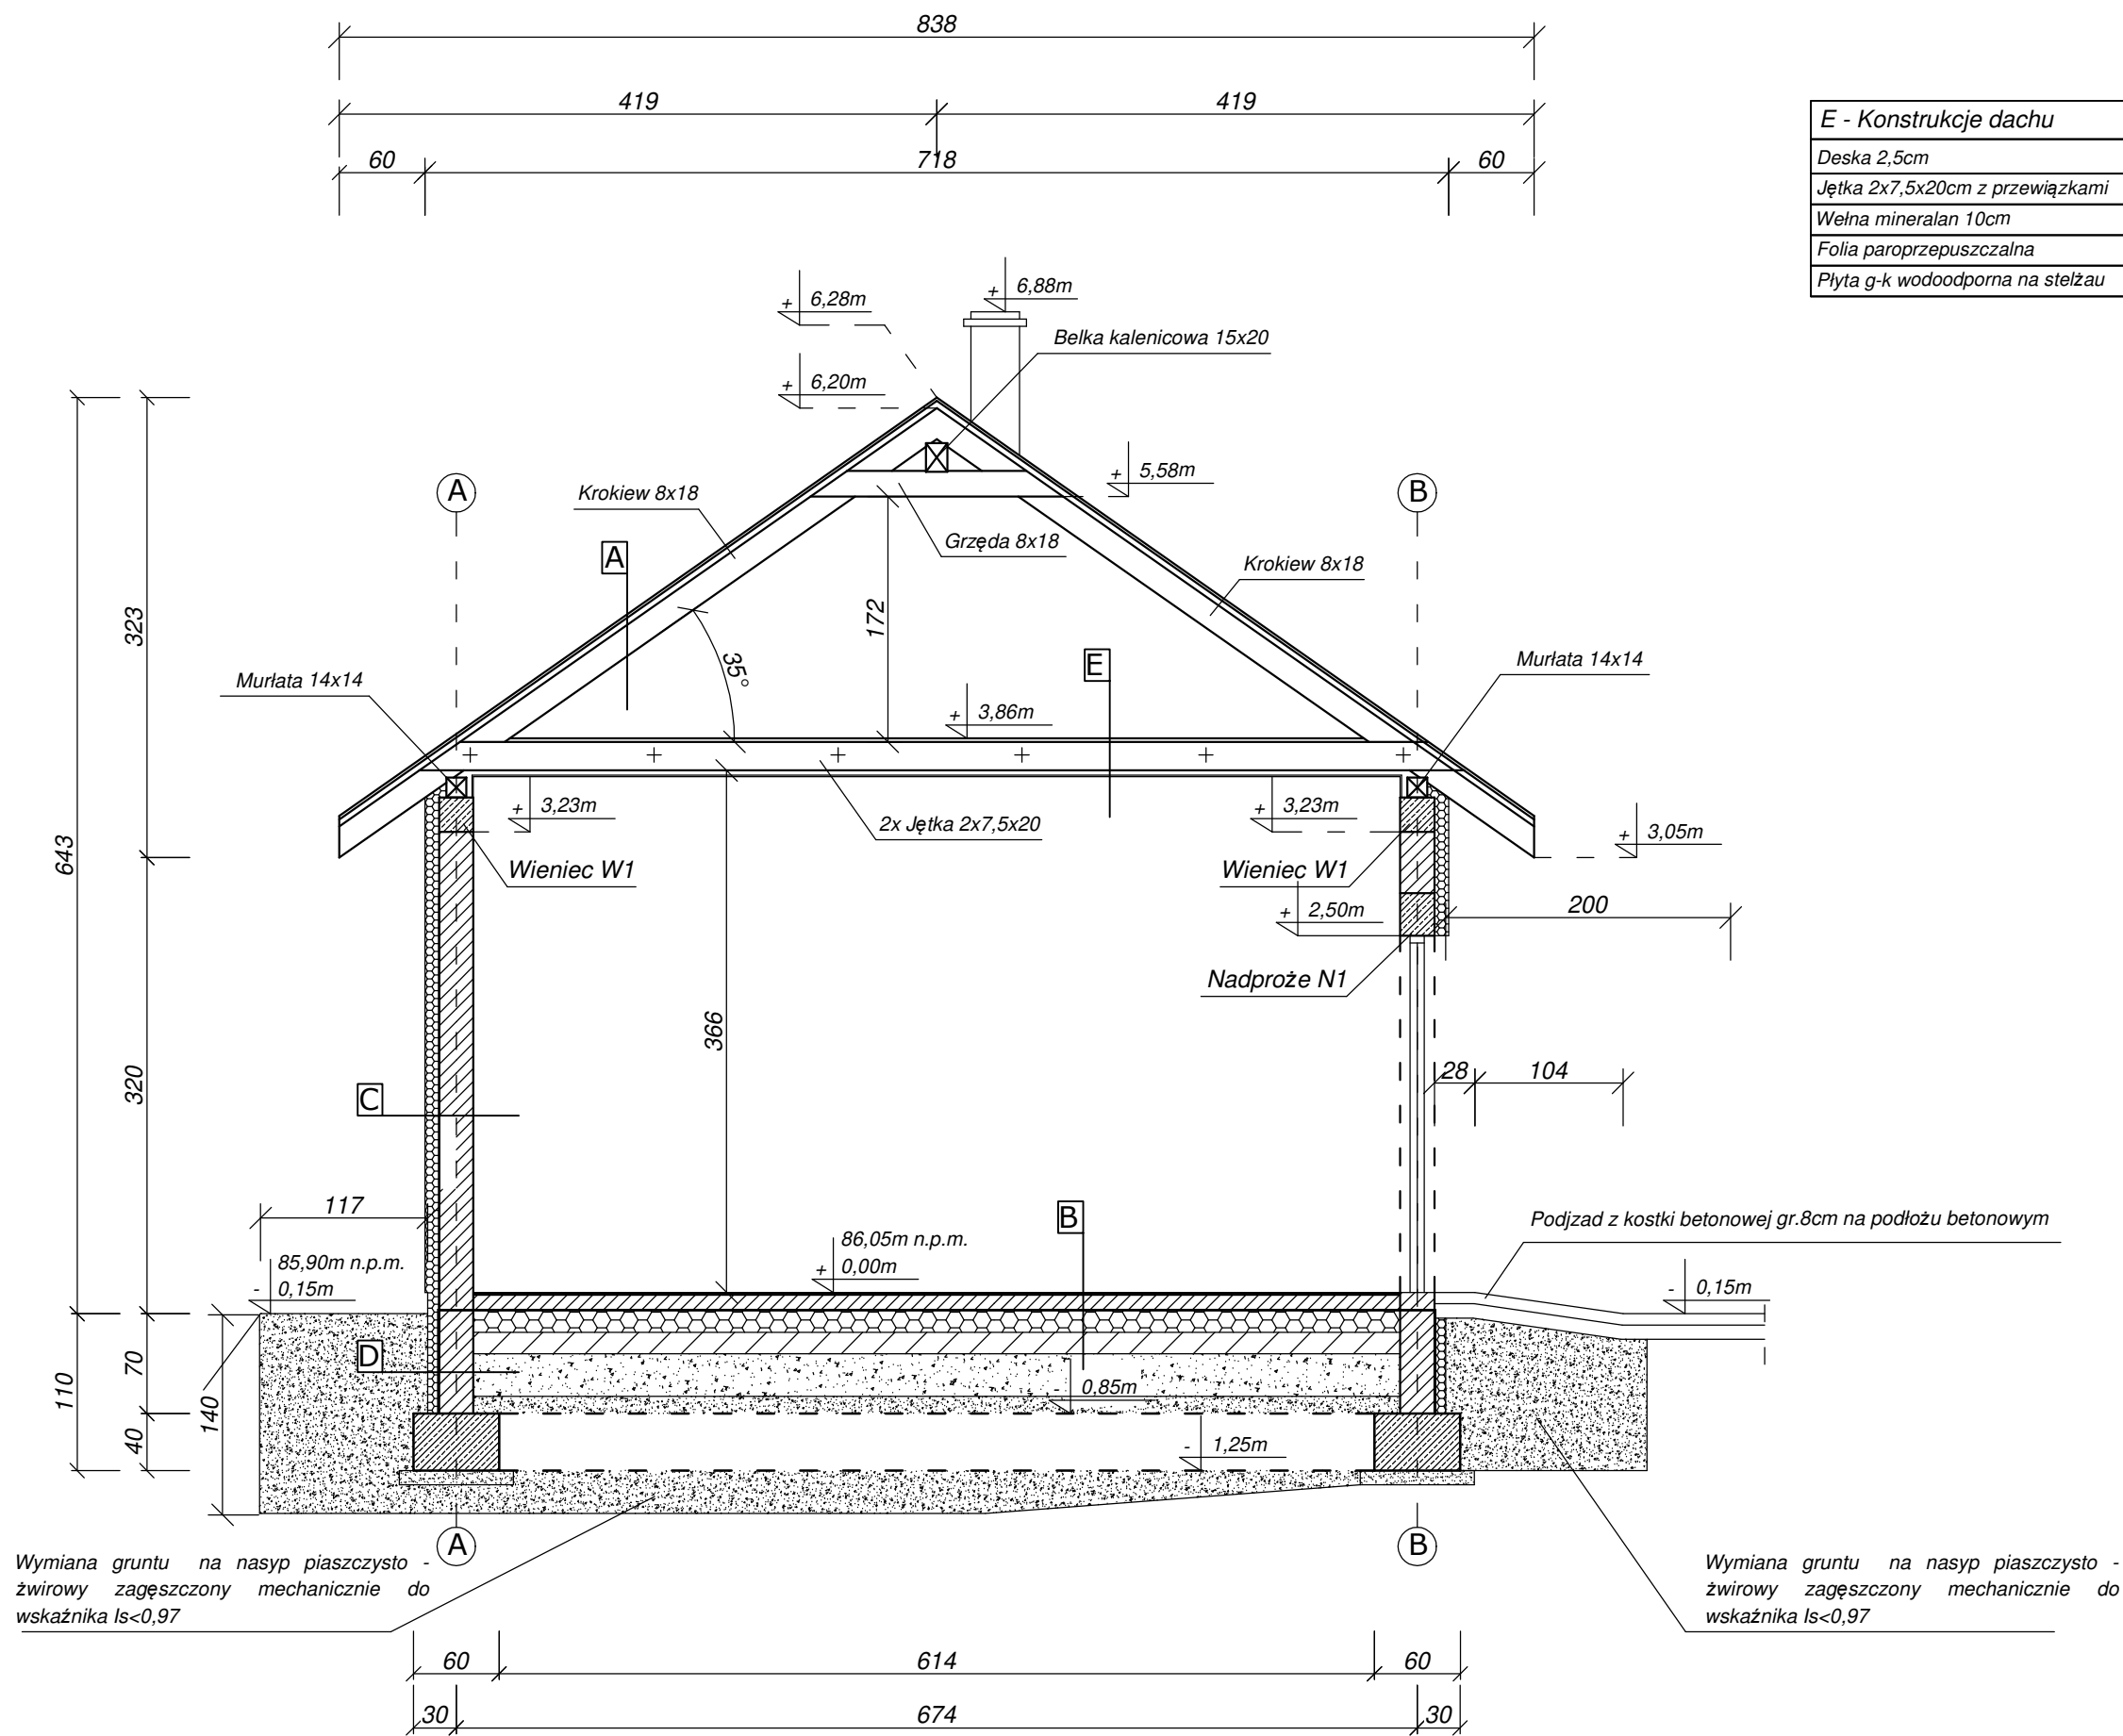 838
419
419
60
718
60
E - Konstrukcje dachu
Deska 2,5cm
Jętka 2x7,5x20cm z przewiązkami
Wełna mineralan 10cm
Folia paroprzepuszczalna
Płyta g-k wodoodporna na stelżau
+ 6,28m
+ 6,88m
Belka kalenicowa 15x20
+ 6,20m
+ 5,58m
A
B
Krokiew 8x18
Grzęda 8x18
A
Krokiew 8x18
323
172
35°
E
Murłata 14x14
Murłata 14x14
+ 3,86m
+ 3,23m
+ 3,23m
2x Jętka 2x7,5x20
+ 3,05m
643
Wieniec W1
Wieniec W1
+ 2,50m
200
Nadproże N1
366
320
28
104
C
117
B
Podjzad z kostki betonowej gr.8cm na podłożu betonowym
86,05m n.p.m.
+ 0,00m
85,90m n.p.m.
- 0,15m
- 0,15m
D
70
110
140
40
- 0,85m
- 1,25m
A
B
Wymiana gruntu na nasyp piaszczysto -
żwirowy zagęszczony mechanicznie do
wskaźnika Is<0,97
Wymiana gruntu na nasyp piaszczysto -
żwirowy zagęszczony mechanicznie do
wskaźnika Is<0,97
60
614
60
30
674
30